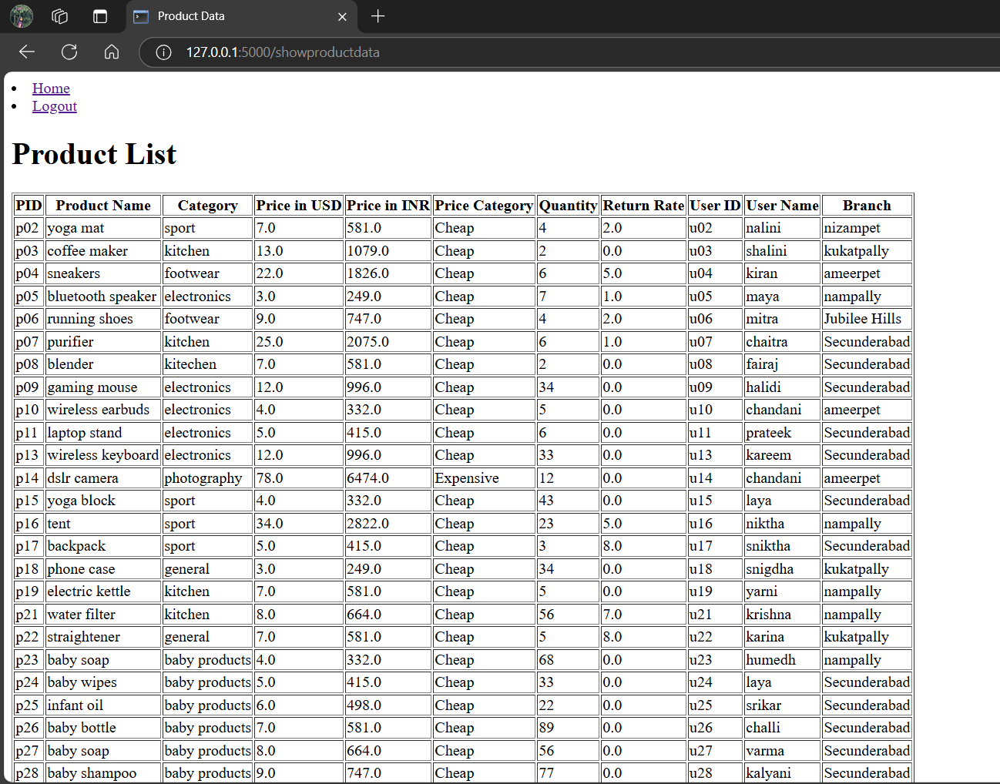 Product Data
127.0.0.1:5000/showproductdata
Home
Logout
Product List
PID Product Name Category Price in USD Price in INR Price Category Quantity Return Rate User ID User Name Branch
p02 yoga mat sport 7.0 581.0 Cheap 4 2.0 u02 nalini nizampet
p03 coffee maker kitchen 13.0 1079.0 Cheap 2 0.0 u03 shalini kukatpally
p04 sneakers footwear 22.0 1826.0 Cheap 6 5.0 u04 kiran ameerpet
p05 bluetooth speaker electronics 3.0 249.0 Cheap 7 1.0 u05 maya nampally
p06 running shoes footwear 9.0 747.0 Cheap 4 2.0 u06 mitra Jubilee Hills
p07 purifier kitchen 25.0 2075.0 Cheap 6 1.0 u07 chaitra Secunderabad
p08 blender kitechen 7.0 581.0 Cheap 2 0.0 u08 fairaj Secunderabad
p09 gaming mouse electronics 12.0 996.0 Cheap 34 0.0 u09 halidi Secunderabad
p10 wireless earbuds electronics 4.0 332.0 Cheap 5 0.0 u10 chandani ameerpet
p11 laptop stand electronics 5.0 415.0 Cheap 6 0.0 u11 prateek Secunderabad
p13 wireless keyboard electronics 12.0 996.0 Cheap 33 0.0 u13 kareem Secunderabad
p14 dslr camera photography 78.0 6474.0 Expensive 12 0.0 u14 chandani ameerpet
p15 yoga block sport 4.0 332.0 Cheap 43 0.0 u15 laya Secunderabad
p16 tent sport 34.0 2822.0 Cheap 23 5.0 u16 niktha nampally
p17 backpack sport 5.0 415.0 Cheap 3 8.0 u17 sniktha Secunderabad
p18 phone case general 3.0 249.0 Cheap 34 0.0 u18 snigdha kukatpally
p19 electric kettle kitchen 7.0 581.0 Cheap 5 0.0 u19 yarni nampally
p21 water filter kitchen 8.0 664.0 Cheap 56 7.0 u21 krishna nampally
p22 straightener general 7.0 581.0 Cheap 5 8.0 u22 karina kukatpally
p23 baby soap baby products 4.0 332.0 Cheap 68 0.0 u23 humedh nampally
p24 baby wipes baby products 5.0 415.0 Cheap 33 0.0 u24 laya Secunderabad
p25 infant oil baby products 6.0 498.0 Cheap 22 0.0 u25 srikar Secunderabad
p26 baby bottle baby products 7.0 581.0 Cheap 89 0.0 u26 challi Secunderabad
p27 baby soap baby products 8.0 664.0 Cheap 56 0.0 u27 varma Secunderabad
p28 baby shampoo baby products 9.0 747.0 Cheap 77 0.0 u28 kalyani Secunderabad